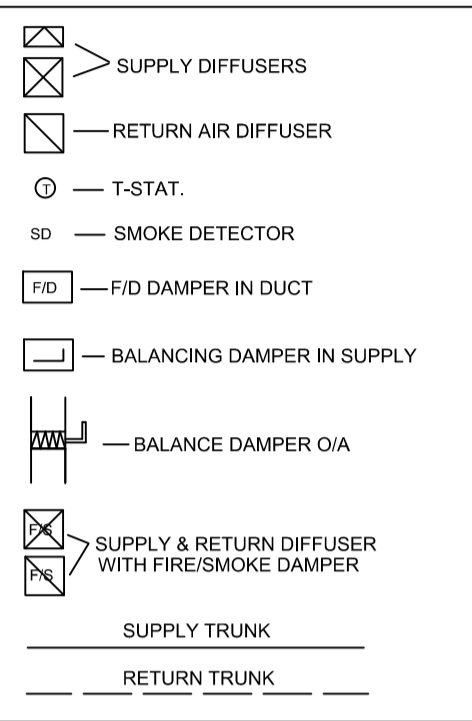 SUPPLY DIFFUSERS
RETURN AIR DIFFUSER
T T-STAT.
SD SMOKE DETECTOR
F/D F/D DAMPER IN DUCT
BALANCING DAMPER IN SUPPLY
BALANCE DAMPER O/A
F/S
SUPPLY & RETURN DIFFUSER
WITH FIRE/SMOKE DAMPER
F/S
SUPPLY TRUNK
RETURN TRUNK